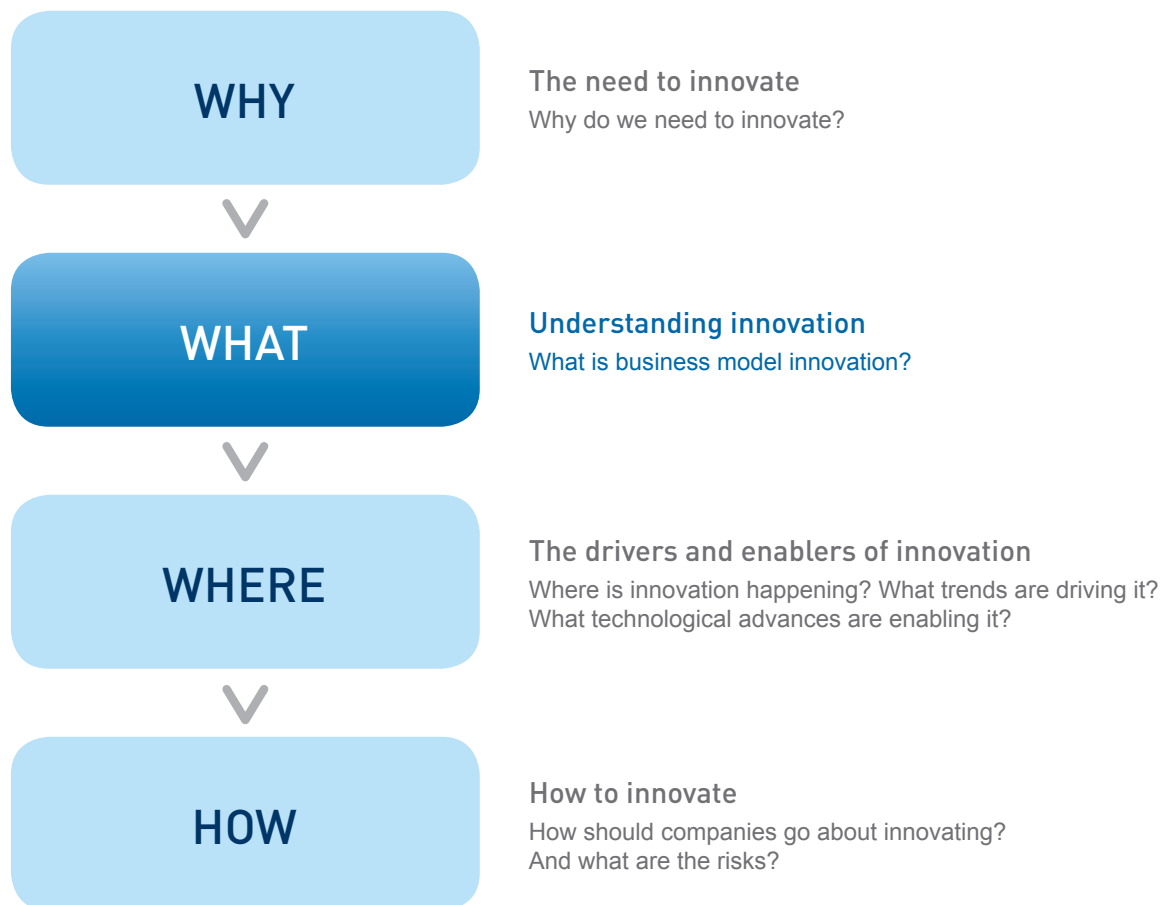 WHY
The need to innovate
Why do we need to innovate?
WHAT
Understanding innovation
What is business model innovation?
WHERE
The drivers and enablers of innovation
Where is innovation happening? What trends are driving it?
What technological advances are enabling it?
HOW
How to innovate
How should companies go about innovating?
And what are the risks?